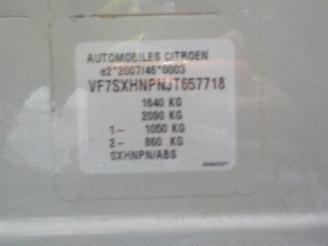 AUTOMOBILES CITROEN
e2*2007/46*0003
VF7SXHNPNJT657718
1640 KG
2090 KG
1- 1050 KG
2- 860 KG
SXHNPN/ABS